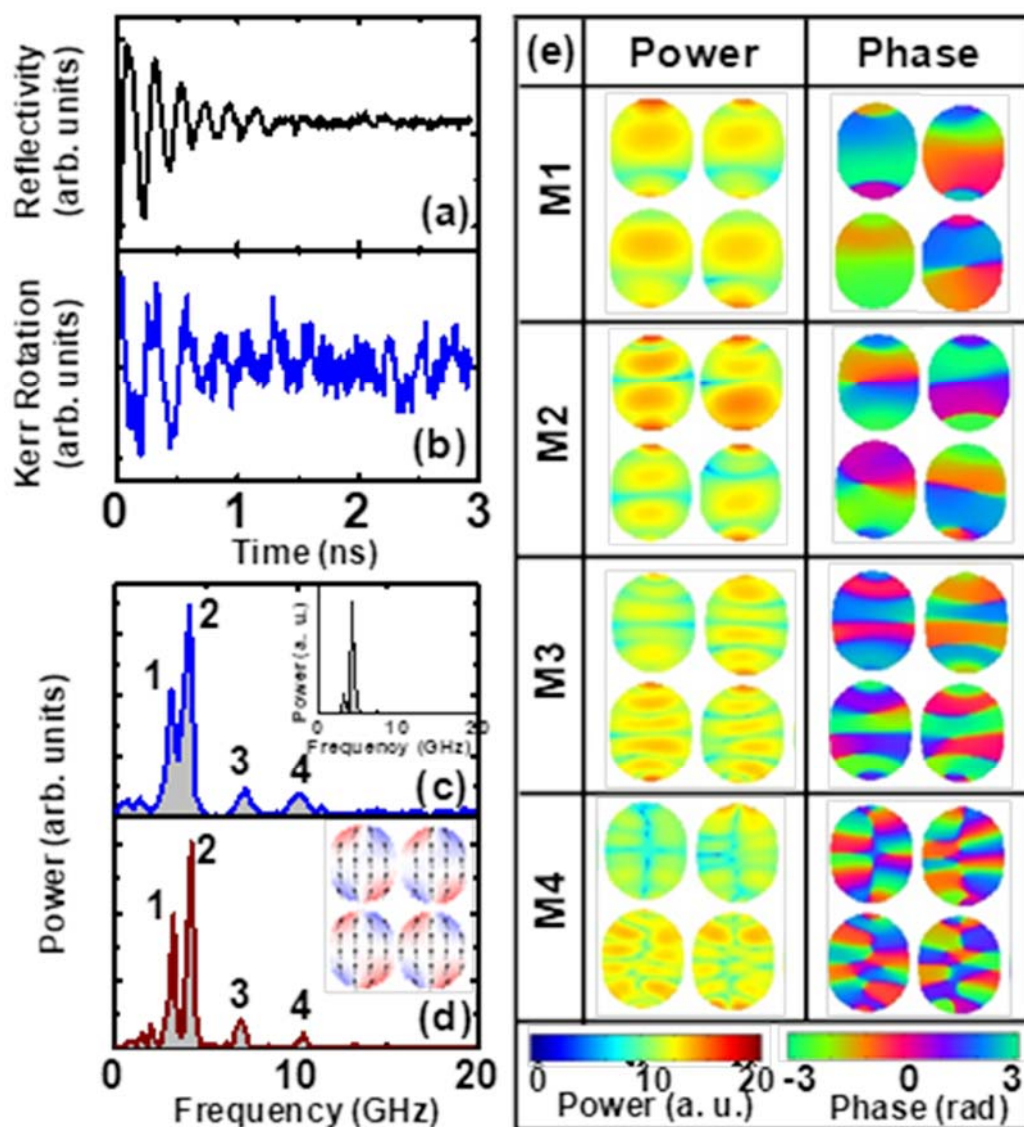 Reflectivity
(arb. units)
(a)
Kerr Rotation
(arb. units)
(b)
0 1 2 3
Time (ns)
Power (arb. units)
1
2
3
4
Power (a. u.)
0 10 20
Frequency (GHz)
(c)
1
2
3
4
(d)
0 10 20
Frequency (GHz)
(e) Power Phase
M1
M2
M3
M4
0 10 20
Power (a. u.)
-3 0 3
Phase (rad)